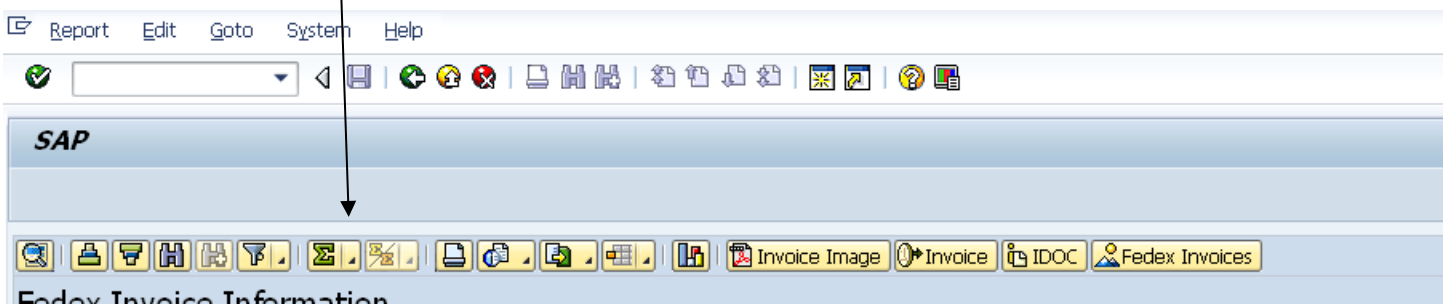 Report Edit Goto System Help
SAP
Invoice Image Invoice IDOC Fedex Invoices
Fedex Invoice Information